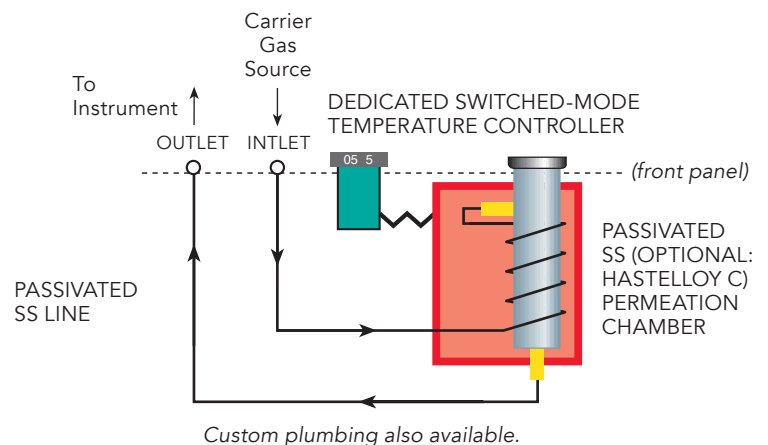 Carrier
Gas
Source
To
Instrument
OUTLET
INTLET
DEDICATED SWITCHED-MODE
TEMPERATURE CONTROLLER
05 5
(front panel)
PASSIVATED
SS (OPTIONAL:
HASTELLOY C)
PERMEATION
CHAMBER
PASSIVATED
SS LINE
Custom plumbing also available.